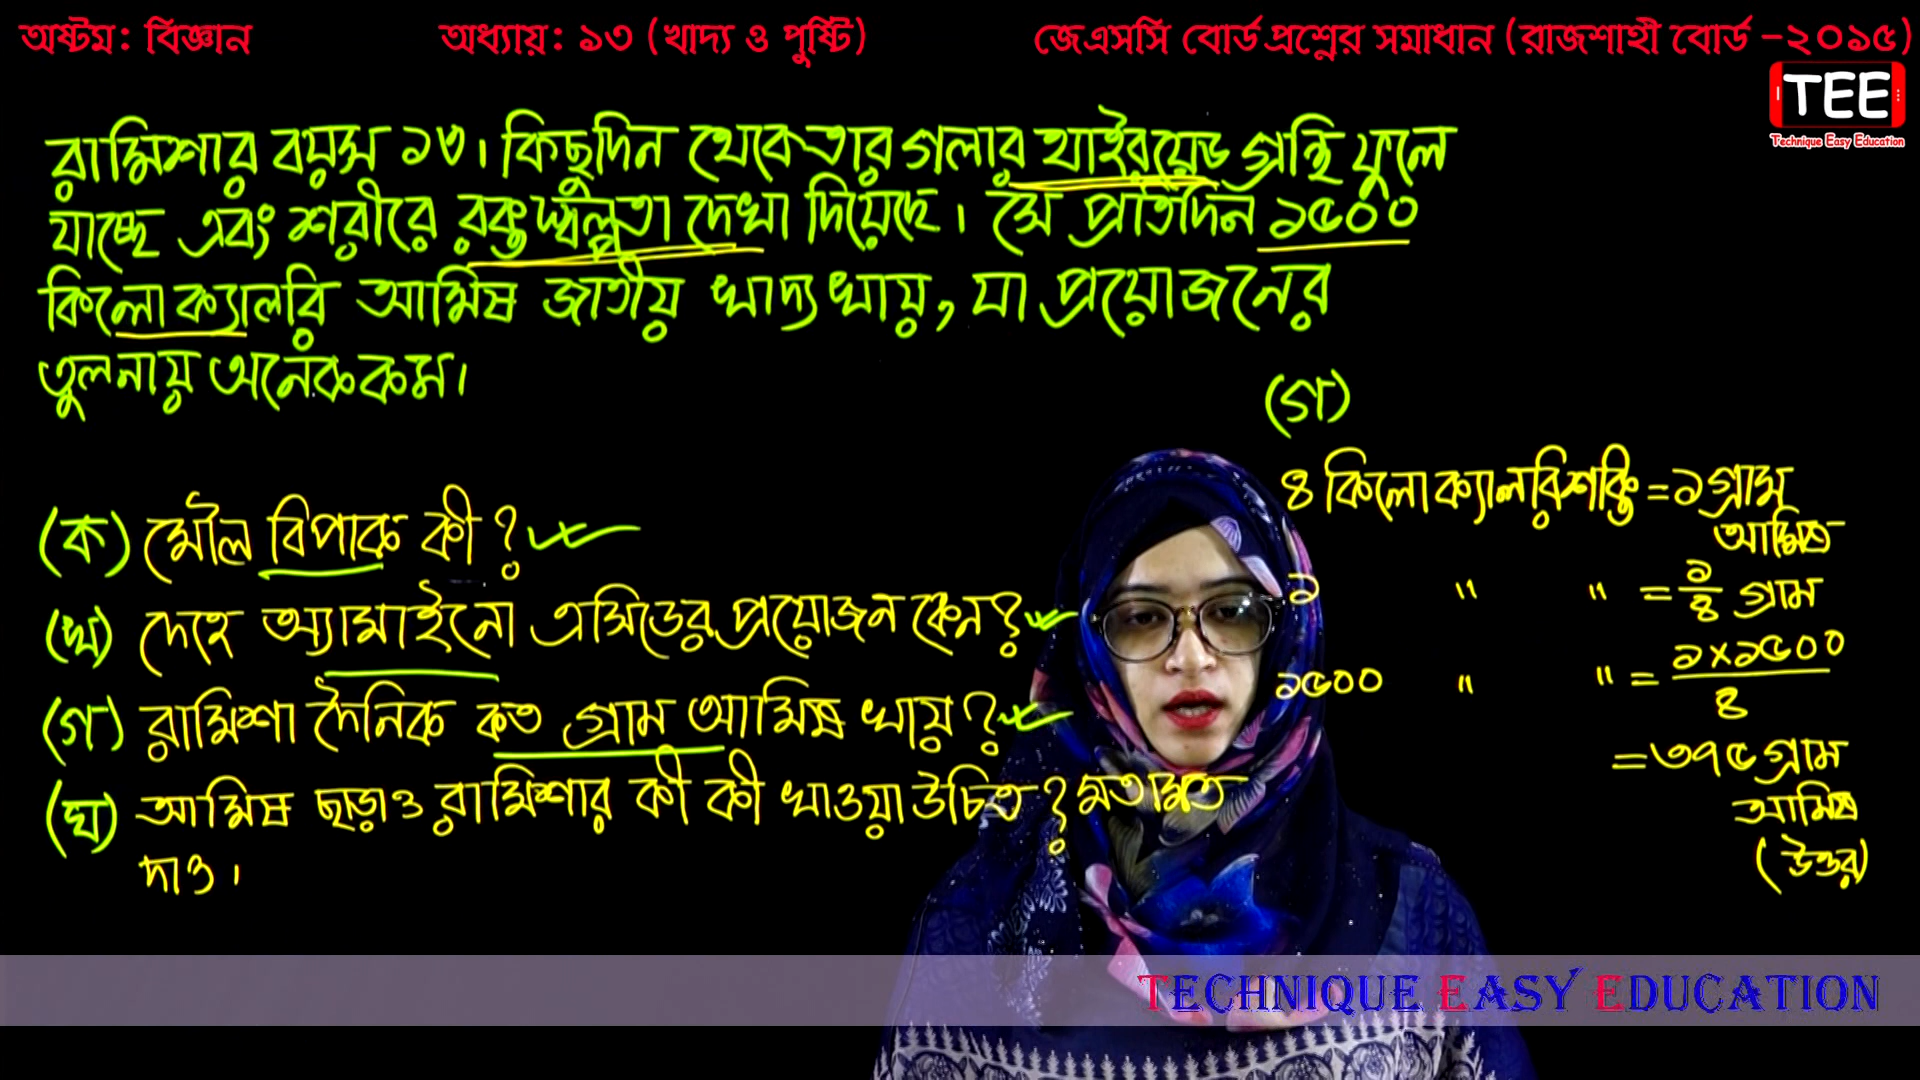 অষ্টম: বিজ্ঞান
অধ্যায়: ১৩ (খাদ্য ও পুষ্টি)
জেএসসি বোর্ড প্রশ্নের সমাধান (রাজশাহী বোর্ড -২০১৫)
TEE
Technique Easy Education
রামিশার বয়স ১৩। কিছুদিন থেকে তার গলার থাইরয়েড গ্রন্থি ফুলে
যাচ্ছে এবং শরীরে রক্তস্বল্পতা দেখা দিয়েছে। সে প্রতিদিন ১৫০০
কিলোক্যালরি আমিষ জাতীয় খাদ্য খায়, যা প্রয়োজনের
তুলনায় অনেক কম।
(ক) মৌল বিপাক কী?
(খ) দেহে অ্যামাইনো এসিডের প্রয়োজন কেন?
(গ) রামিশা দৈনিক কত গ্রাম আমিষ খায়?
(ঘ) আমিষ ছাড়াও রামিশার কী কী খাওয়া উচিত? মতামত
দাও।
(গ)
৪ কিলোক্যালরি শক্তি = ১ গ্রাম
আমিষ
১ " " = ১/৪ গ্রাম
১৫০০ " " = ১×১৫০০/৪
= ৩৭৫ গ্রাম
আমিষ
(উত্তর)
TECHNIQUE EASY EDUCATION